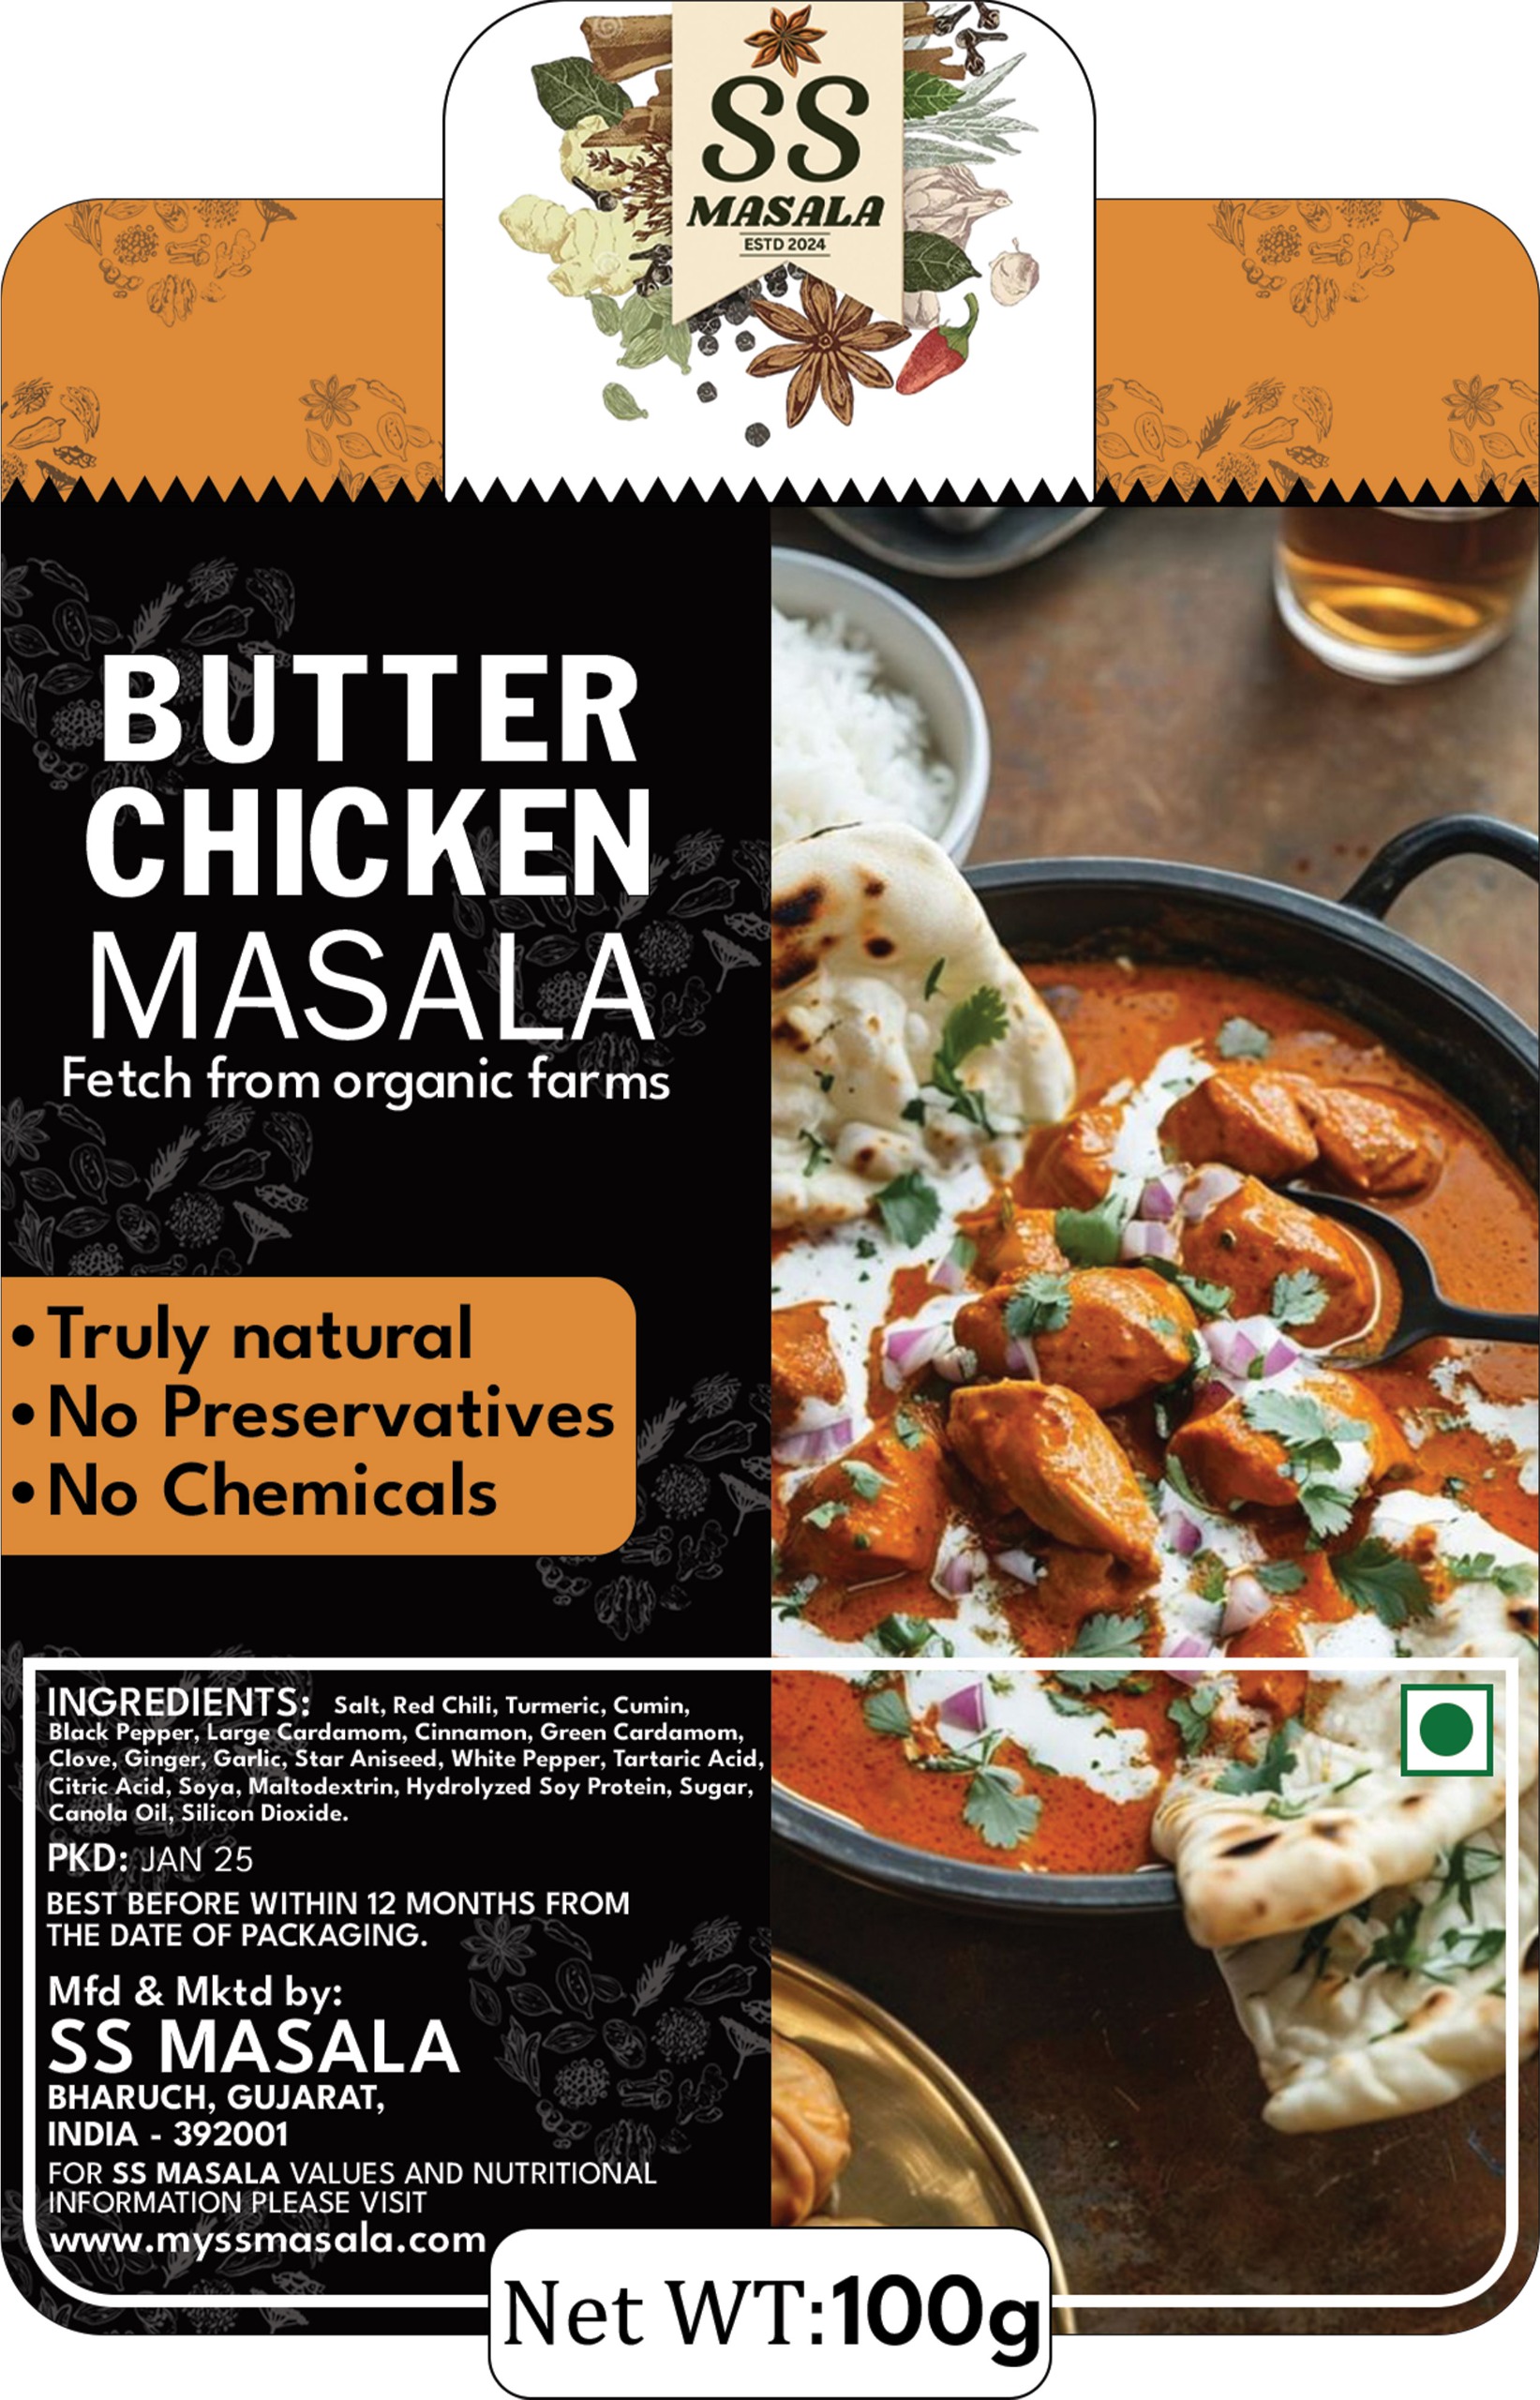 SS
MASALA
ESTD 2024
BUTTER
CHICKEN
MASALA
Fetch from organic farms
•Truly natural
•No Preservatives
•No Chemicals
INGREDIENTS: Salt, Red Chili, Turmeric, Cumin,
Black Pepper, Large Cardamom, Cinnamon, Green Cardamom,
Clove, Ginger, Garlic, Star Aniseed, White Pepper, Tartaric Acid,
Citric Acid, Soya, Maltodextrin, Hydrolyzed Soy Protein, Sugar,
Canola Oil, Silicon Dioxide.
PKD: JAN 25
BEST BEFORE WITHIN 12 MONTHS FROM
THE DATE OF PACKAGING.
Mfd & Mktd by:
SS MASALA
BHARUCH, GUJARAT,
INDIA - 392001
FOR SS MASALA VALUES AND NUTRITIONAL
INFORMATION PLEASE VISIT
www.myssmasala.com
Net WT:100g